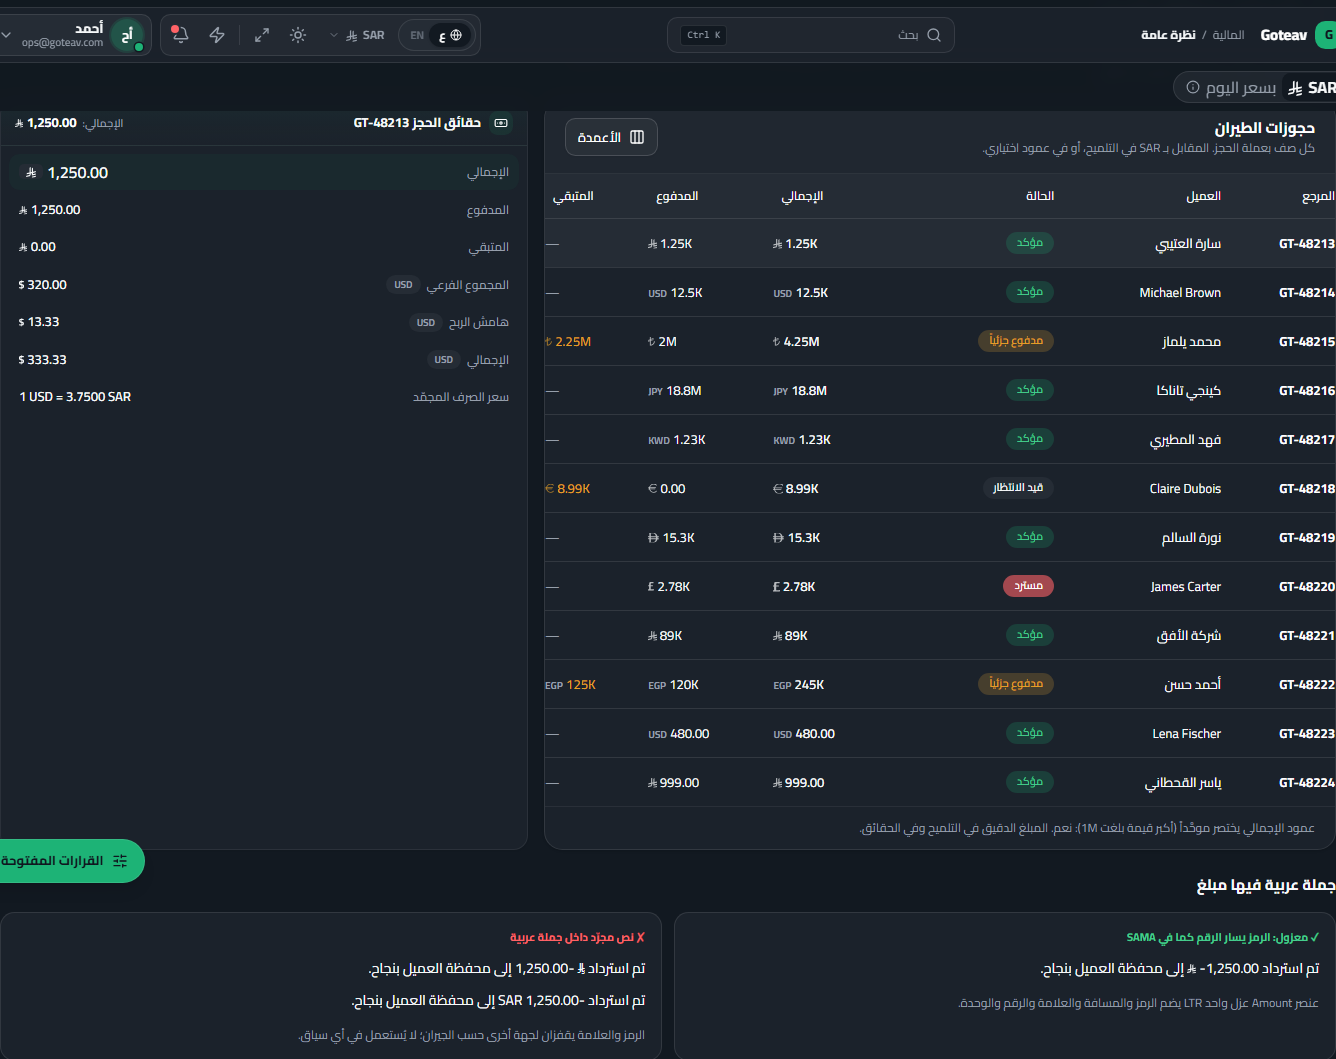 G Goteav المالية / نظرة عامة
بحث Ctrl K
ع EN
SAR
أح أحمد
ops@goteav.com
SAR بسعر اليوم
حجوزات الطيران
كل صف بعملة الحجز. المقابل بـ SAR في التلميح، أو في عمود اختياري.
الأعمدة
المرجع العميل الحالة الإجمالي المدفوع المتبقي
GT-48213 سارة العتيبي مؤكد 1.25K 1.25K —
GT-48214 Michael Brown مؤكد USD 12.5K USD 12.5K —
GT-48215 محمد يلماز مدفوع جزئياً ₺ 4.25M ₺ 2M ₺ 2.25M
GT-48216 كينجي تاناكا مؤكد JPY 18.8M JPY 18.8M —
GT-48217 فهد المطيري مؤكد KWD 1.23K KWD 1.23K —
GT-48218 Claire Dubois قيد الانتظار € 8.99K € 0.00 € 8.99K
GT-48219 نورة السالم مؤكد 15.3K 15.3K —
GT-48220 James Carter مسترد £ 2.78K £ 2.78K —
GT-48221 شركة الأفق مؤكد 89K 89K —
GT-48222 أحمد حسن مدفوع جزئياً EGP 245K EGP 120K EGP 125K
GT-48223 Lena Fischer مؤكد USD 480.00 USD 480.00 —
GT-48224 ياسر القحطاني مؤكد 999.00 999.00 —
عمود الإجمالي يختصر موحَّداً (أكبر قيمة بلغت 1M): نعم. المبلغ الدقيق في التلميح وفي الحقائق.
حقائق الحجز GT-48213 الإجمالي: 1,250.00
الإجمالي 1,250.00
المدفوع 1,250.00
المتبقي 0.00
المجموع الفرعي USD $ 320.00
هامش الربح USD $ 13.33
الإجمالي USD $ 333.33
سعر الصرف المجمّد 1 USD = 3.7500 SAR
القرارات المفتوحة
جملة عربية فيها مبلغ
✓ معزول: الرمز يسار الرقم كما في SAMA
تم استرداد 1,250.00- إلى محفظة العميل بنجاح.
عنصر Amount عزل واحد LTR يضم الرمز والمسافة والعلامة والرقم والوحدة.
✗ نص مجرّد داخل جملة عربية
تم استرداد -1,250.00 إلى محفظة العميل بنجاح.
تم استرداد -SAR 1,250.00 إلى محفظة العميل بنجاح.
الرمز والعلامة يقفزان لجهة أخرى حسب الجيران؛ لا يُستعمل في أي سياق.